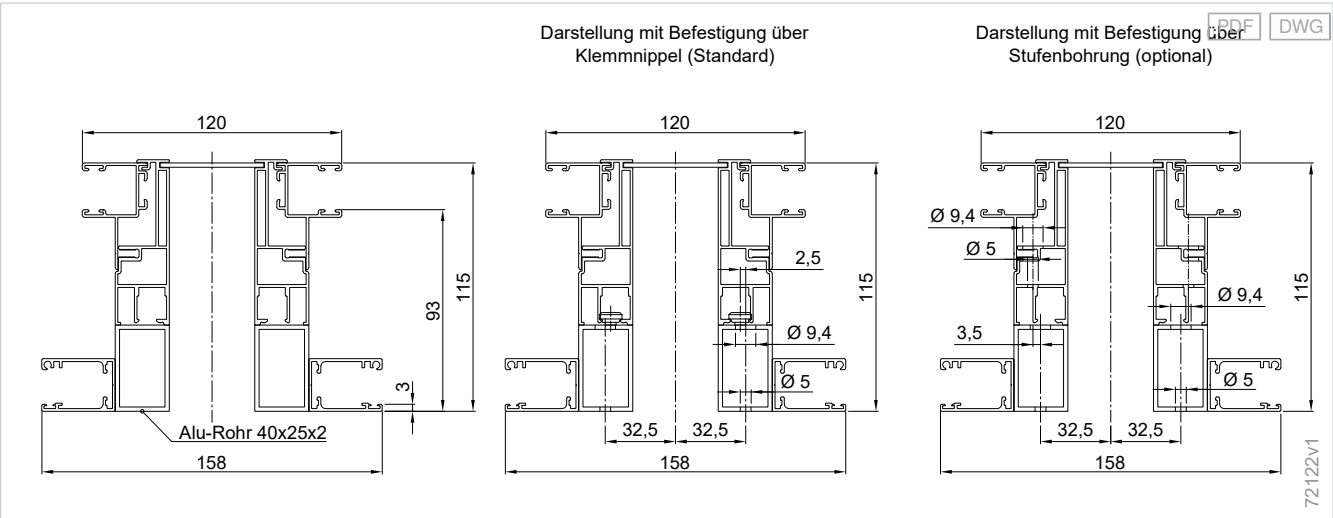 Darstellung mit Befestigung über
Klemmnippel (Standard)
Darstellung mit Befestigung über
Stufenbohrung (optional)
PDF
DWG
120
93
115
3
Alu-Rohr 40x25x2
158
120
2,5
115
Ø 9,4
Ø 5
32,5
32,5
158
120
Ø 9,4
Ø 5
115
Ø 9,4
3,5
Ø 5
32,5
32,5
158
72122v1